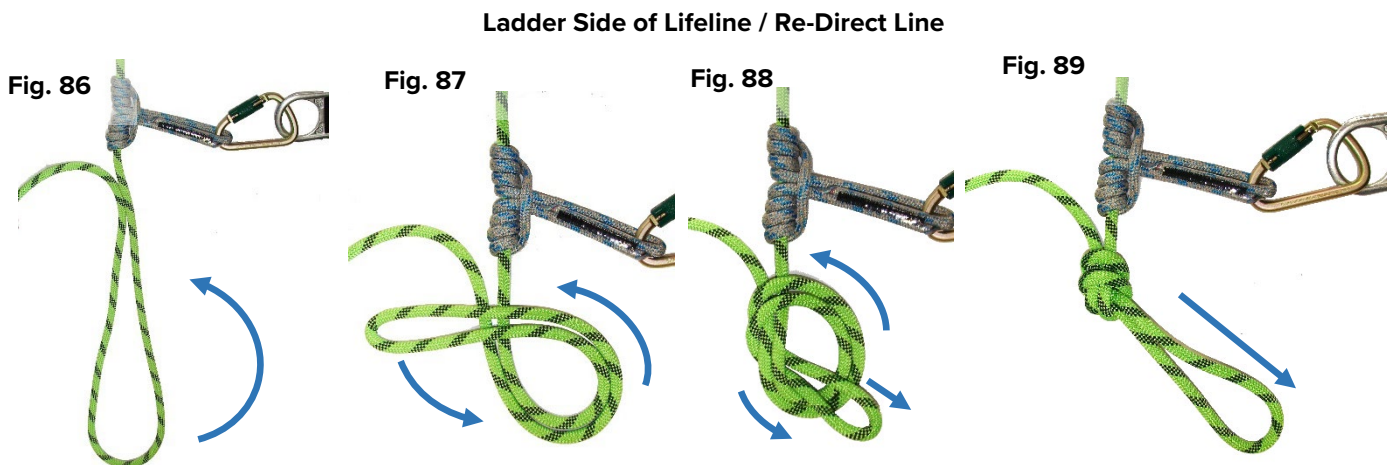 Ladder Side of Lifeline / Re-Direct Line
Fig. 86
Fig. 87
Fig. 88
Fig. 89